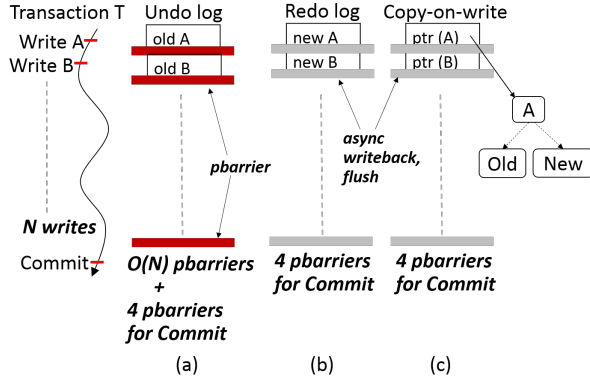 Transaction T
Undo log
Redo log
Copy-on-write
Write A
old A
new A
ptr (A)
Write B
old B
new B
ptr (B)
A
Old
New
pbarrier
async
writeback,
flush
N writes
Commit
O(N) pbarriers
+
4 pbarriers
for Commit
4 pbarriers
for Commit
4 pbarriers
for Commit
(a)
(b)
(c)